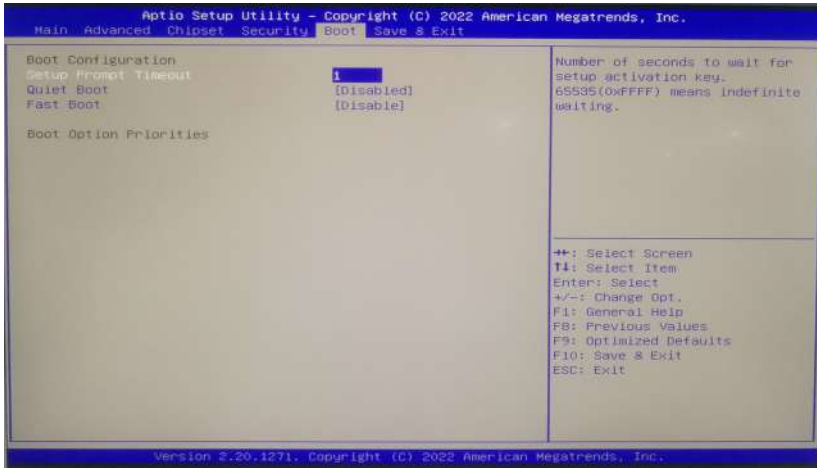 Aptio Setup Utility – Copyright (C) 2022 American Megatrends, Inc.
Main Advanced Chipset Security Boot Save & Exit
Boot Configuration
Setup Prompt Timeout 1
Quiet Boot [Disabled]
Fast Boot [Disable]
Boot Option Priorities
Number of seconds to wait for
setup activation key.
65535(0xFFFF) means indefinite
waiting.
→←: Select Screen
↑↓: Select Item
Enter: Select
+/-: Change Opt.
F1: General Help
F8: Previous Values
F9: Optimized Defaults
F10: Save & Exit
ESC: Exit
Version 2.20.1271. Copyright (C) 2022 American Megatrends, Inc.